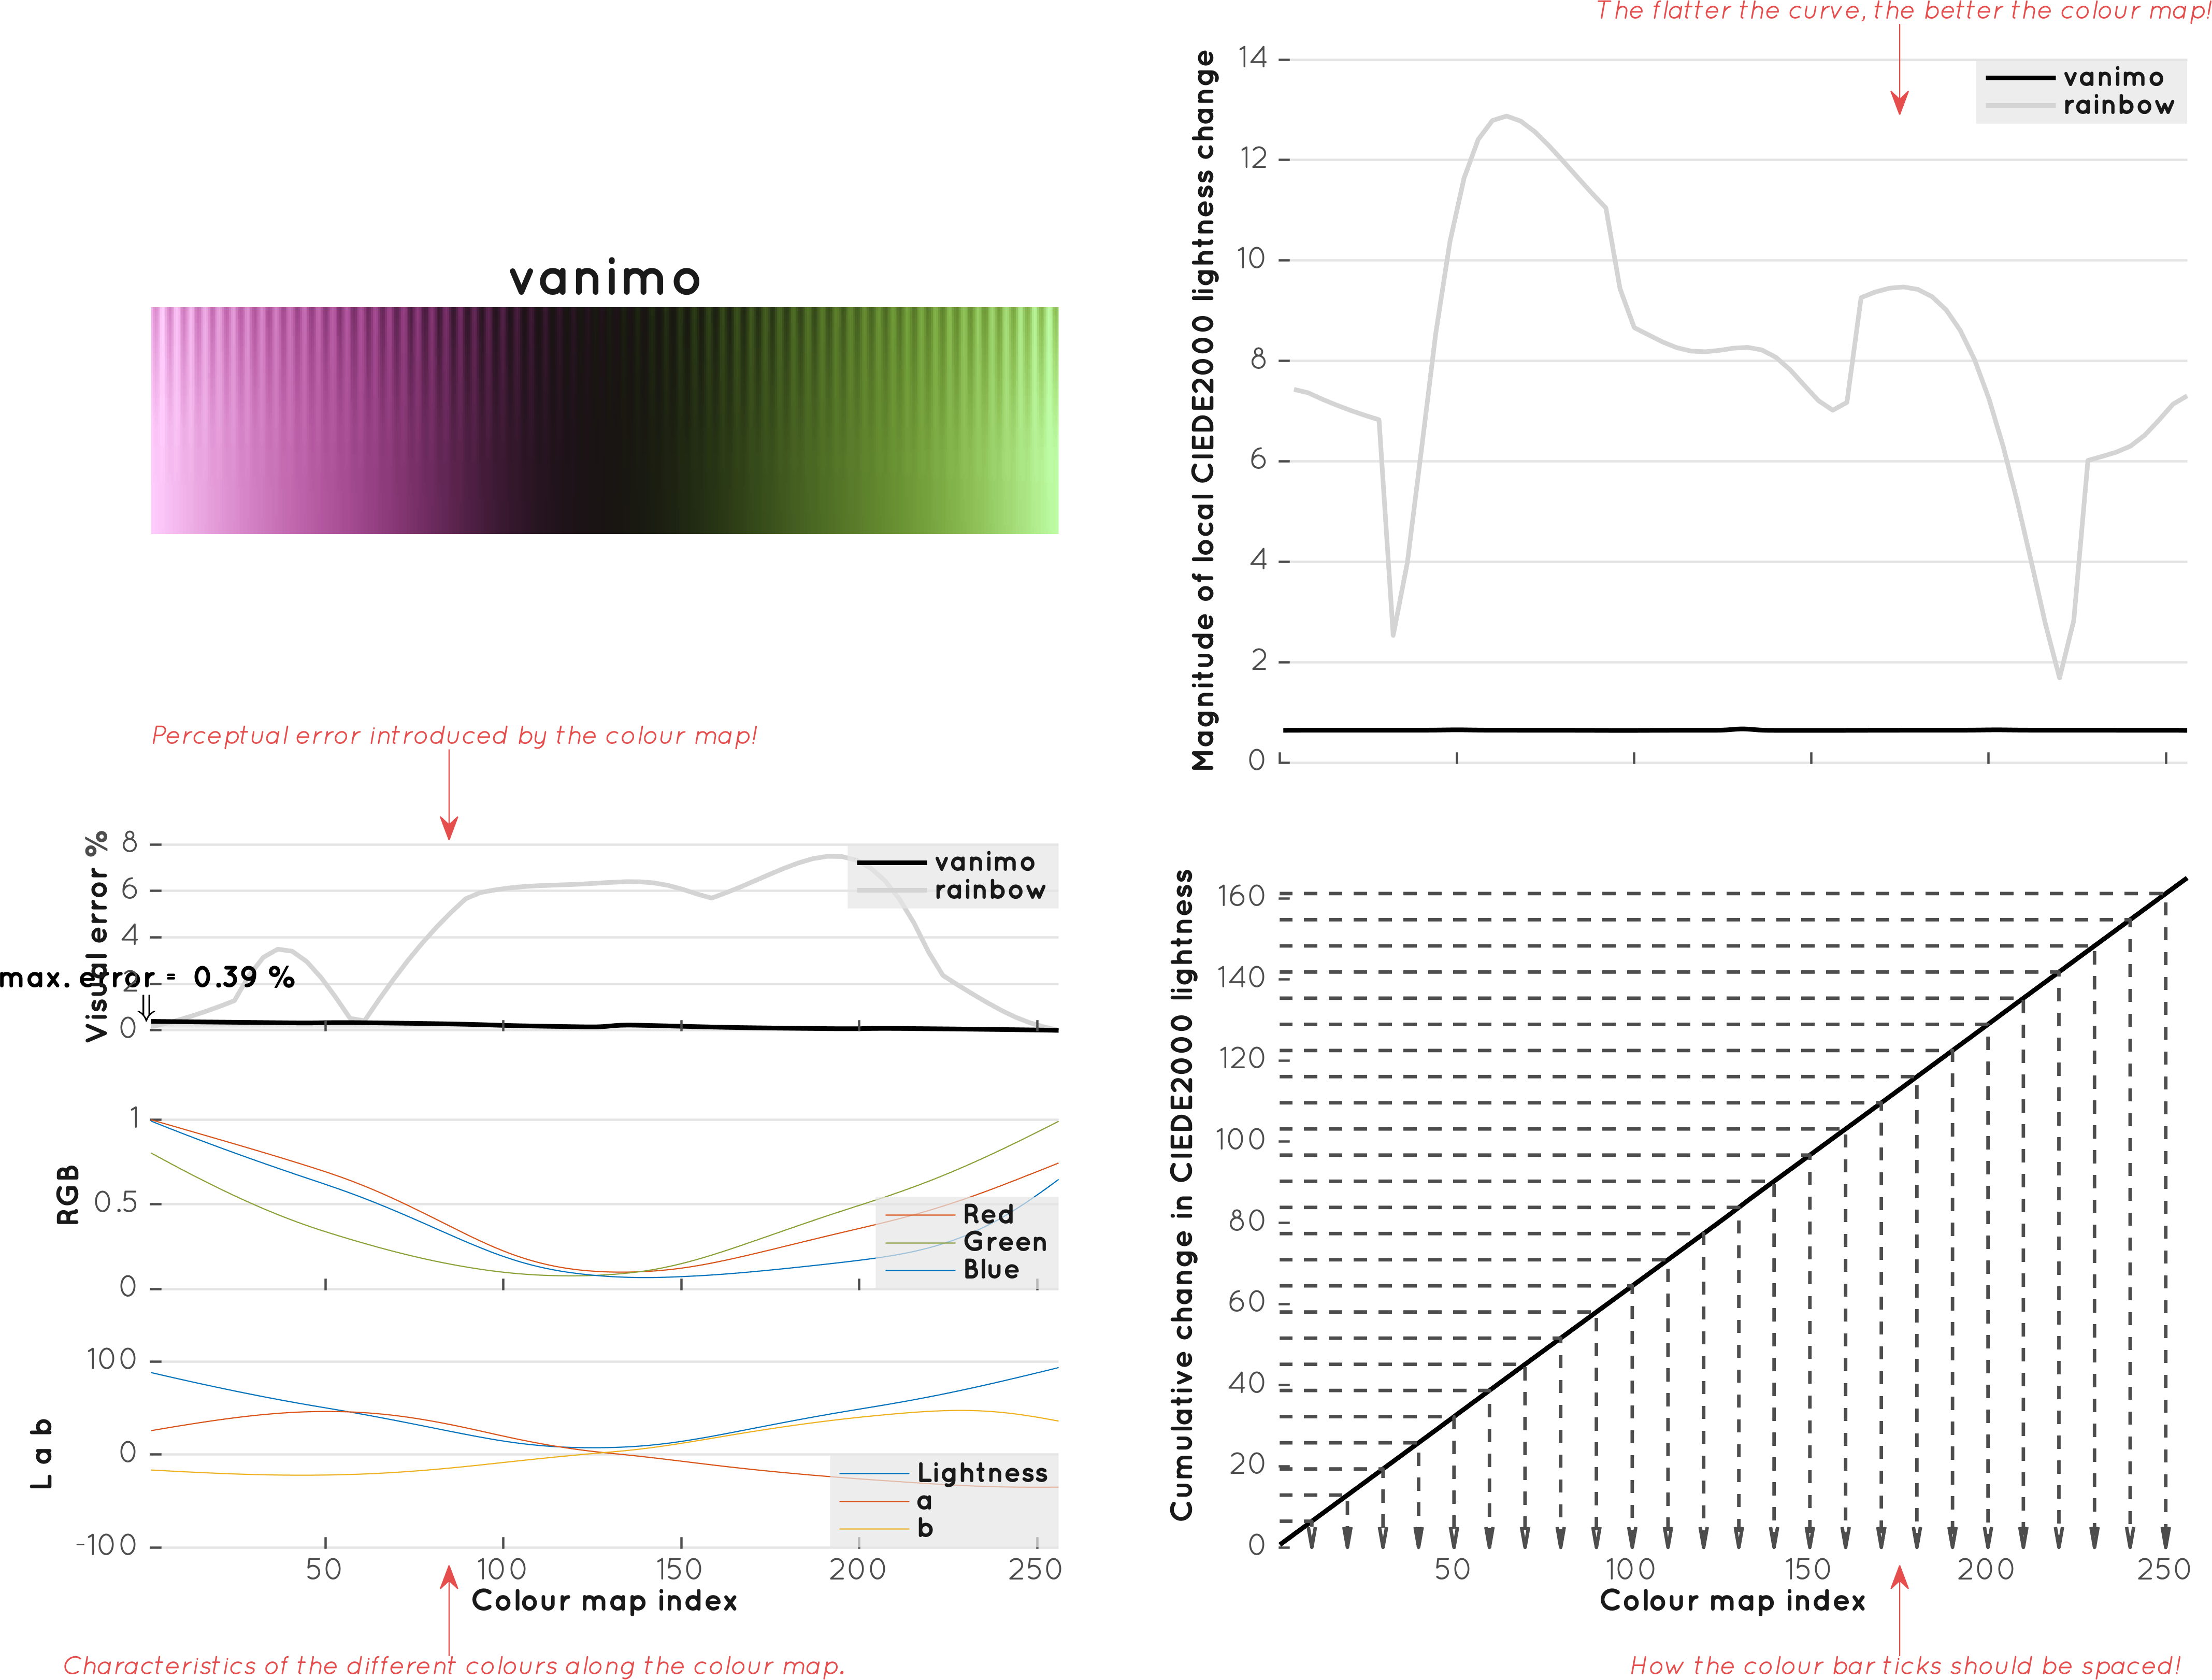 The flatter the curve, the better the colour map!
vanimo
Magnitude of local CIEDE2000 lightness change
14
12
10
8
6
4
2
0
vanimo
rainbow
Perceptual error introduced by the colour map!
Visual error %
8
6
4
2
0
vanimo
rainbow
max. error = 0.39 %
⇓
RGB
1
0.5
0
Red
Green
Blue
L a b
100
0
-100
Lightness
a
b
50 100 150 200 250
Colour map index
Characteristics of the different colours along the colour map.
Cumulative change in CIEDE2000 lightness
160
140
120
100
80
60
40
20
0
50 100 150 200 250
Colour map index
How the colour bar ticks should be spaced!